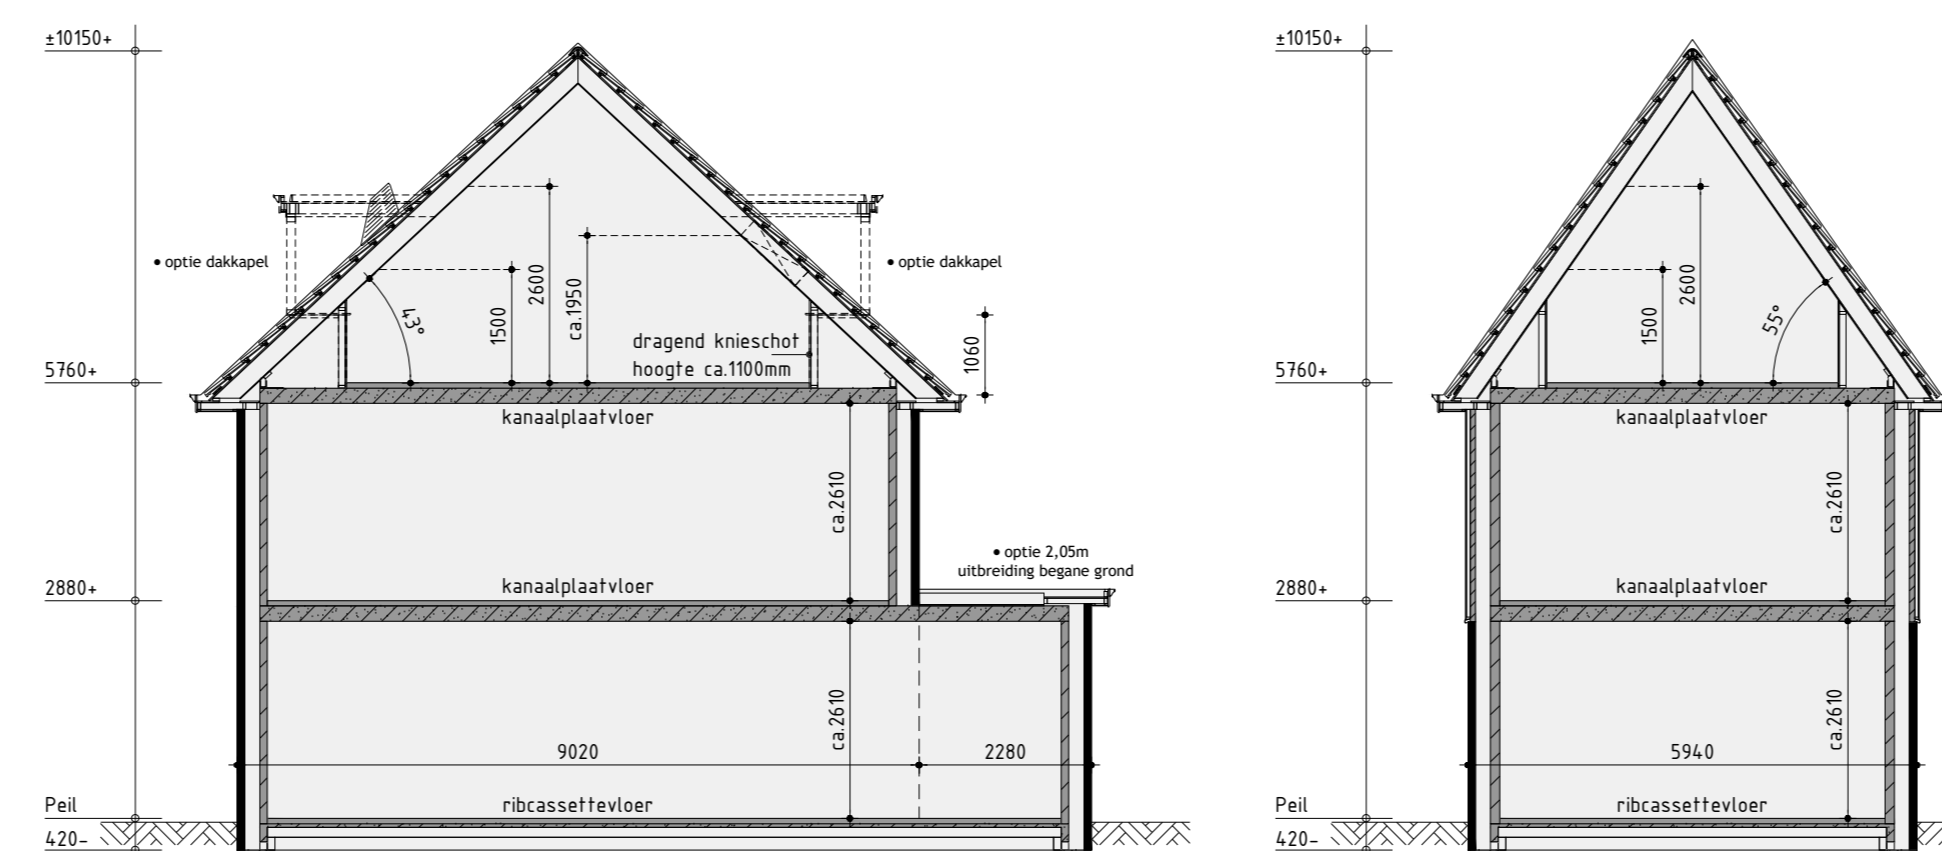 ±10150+
±10150+
• optie dakkapel
43°
1500
2600
ca.1950
• optie dakkapel
dragend knieschot
hoogte ca.1100mm
1060
1500
2600
55°
5760+
5760+
kanaalplaatvloer
kanaalplaatvloer
ca.2610
ca.2610
• optie 2,05m
uitbreiding begane grond
2880+
kanaalplaatvloer
2880+
kanaalplaatvloer
ca.2610
ca.2610
9020
2280
5940
Peil
ribcassettevloer
Peil
ribcassettevloer
420-
420-